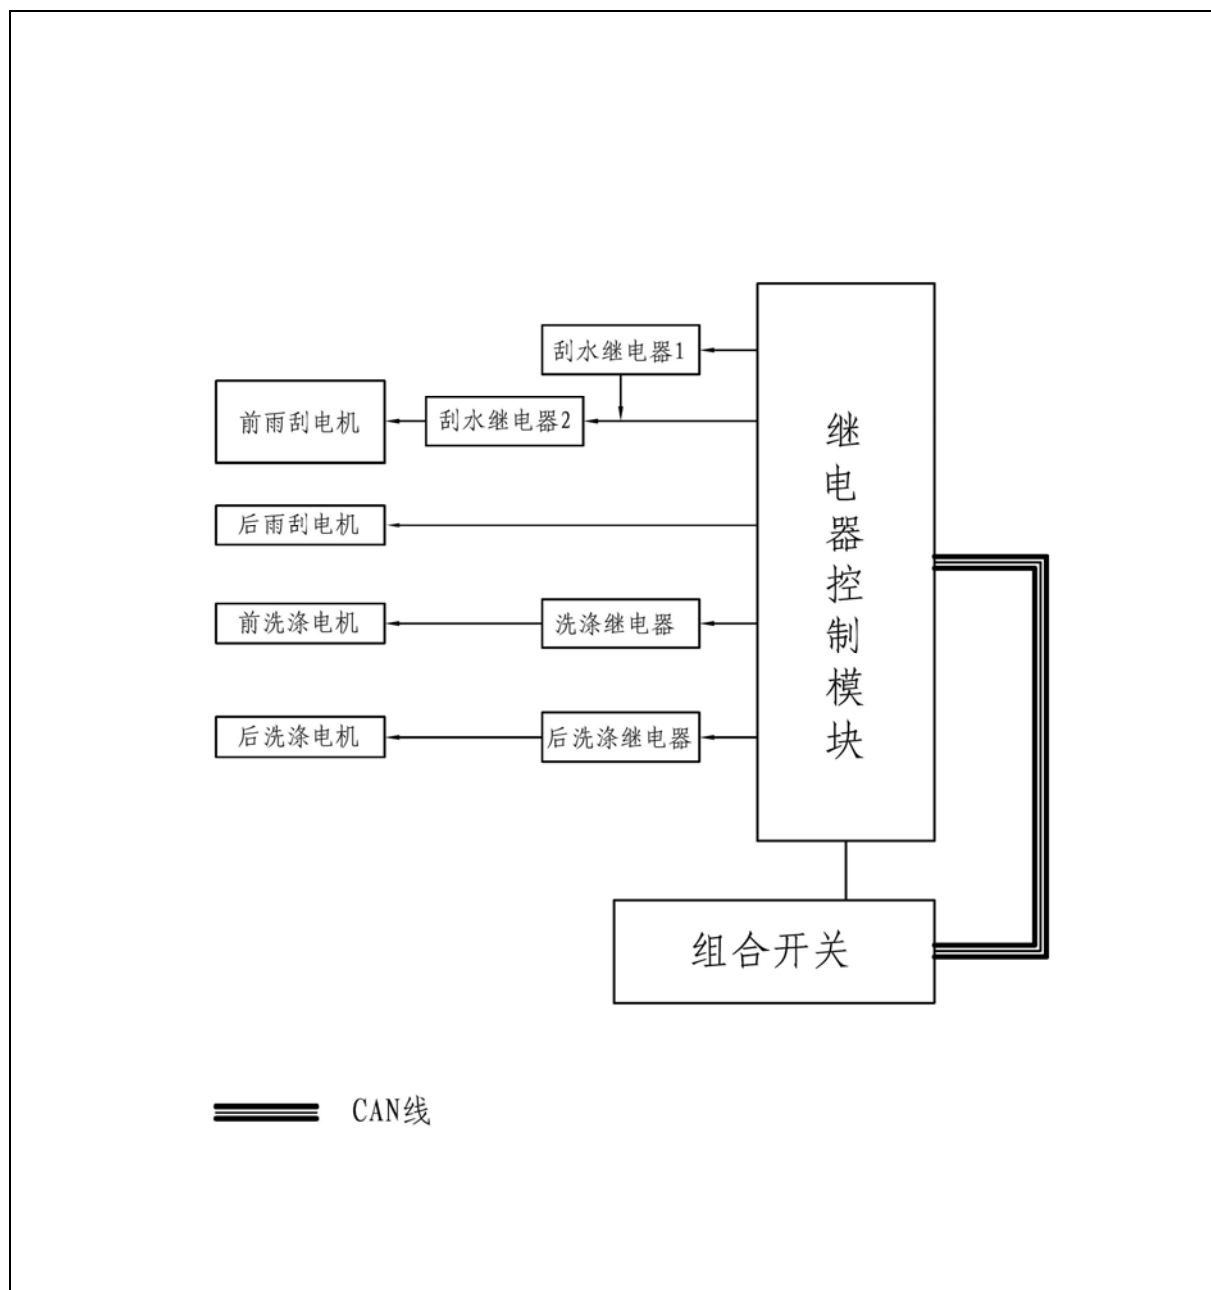 刮水继电器1
前雨刮电机
刮水继电器2
后雨刮电机
前洗涤电机
洗涤继电器
后洗涤电机
后洗涤继电器
继电器控制模块
组合开关
CAN线